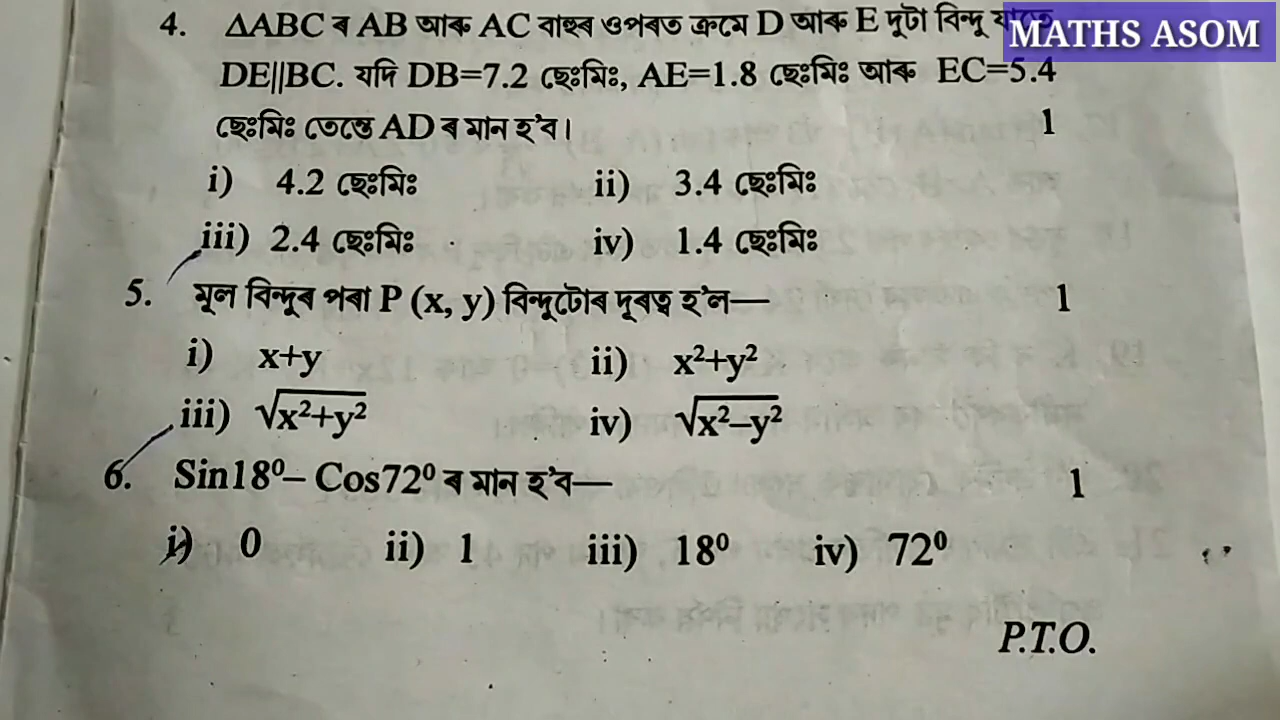 MATHS ASOM
4. ΔABC ৰ AB আৰু AC বাহুৰ ওপৰত ক্ৰমে D আৰু E দুটা বিন্দু যাতে
DE||BC. যদি DB=7.2 ছেঃমিঃ, AE=1.8 ছেঃমিঃ আৰু EC=5.4
ছেঃমিঃ তেন্তে AD ৰ মান হ’ব। 1
i) 4.2 ছেঃমিঃ ii) 3.4 ছেঃমিঃ
iii) 2.4 ছেঃমিঃ iv) 1.4 ছেঃমিঃ
5. মূল বিন্দুৰ পৰা P (x, y) বিন্দুটোৰ দূৰত্ব হ’ল— 1
i) x+y ii) x²+y²
iii) √x²+y² iv) √x²–y²
6. Sin18⁰– Cos72⁰ ৰ মান হ’ব— 1
i) 0 ii) 1 iii) 18⁰ iv) 72⁰
P.T.O.